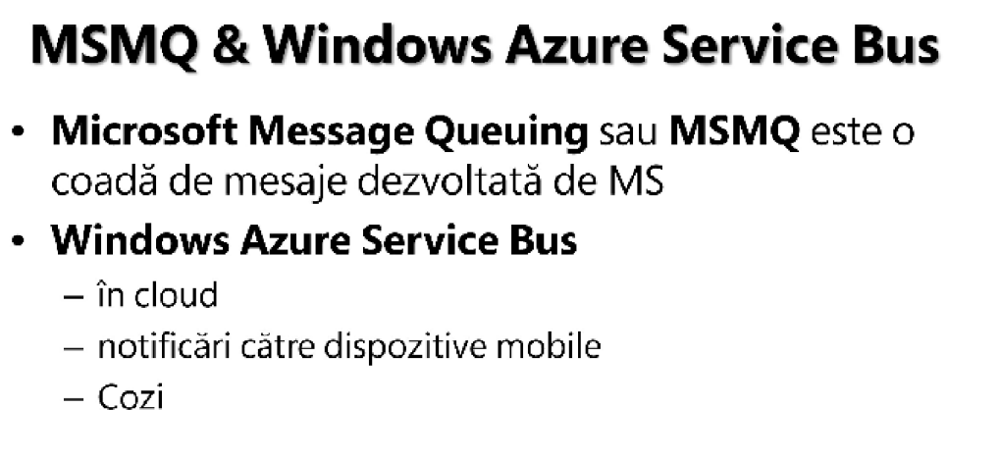 MSMQ & Windows Azure Service Bus
• Microsoft Message Queuing sau MSMQ este o
coadă de mesaje dezvoltată de MS
• Windows Azure Service Bus
– în cloud
– notificări către dispozitive mobile
– Cozi